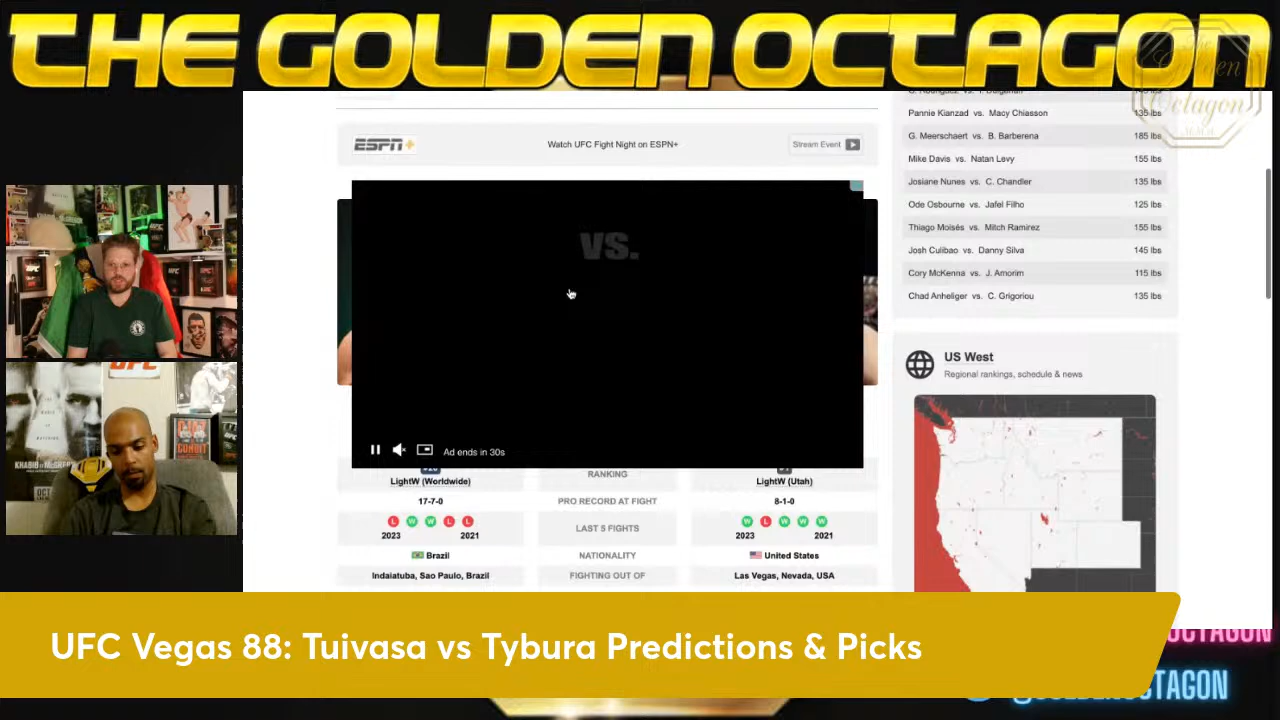 THE GOLDEN OCTAGON
The
Golden
Octagon
Pannie Kianzad vs. Macy Chiasson 135 lbs
ESPN+ Watch UFC Fight Night on ESPN+ Stream Event
G. Meerschaert vs. B. Barberena 185 lbs
Mike Davis vs. Natan Levy 155 lbs
Josiane Nunes vs. C. Chandler 135 lbs
Ode Osbourne vs. Jafel Filho 125 lbs
Thiago Moisés vs. Mitch Ramirez 155 lbs
Josh Culibao vs. Danny Silva 145 lbs
Cory McKenna vs. J. Amorim 115 lbs
Chad Anheliger vs. C. Grigoriou 135 lbs
VS.
US West
Regional rankings, schedule & news
Ad ends in 30s
RANKING
LightW (Worldwide) LightW (Utah)
17-7-0 PRO RECORD AT FIGHT 8-1-0
L W W L L LAST 5 FIGHTS W L W W W
2023 2021 2023 2021
Brazil NATIONALITY United States
Indaiatuba, Sao Paulo, Brazil FIGHTING OUT OF Las Vegas, Nevada, USA
UFC
KHABIB
UFC Vegas 88: Tuivasa vs Tybura Predictions & Picks
OCTAGON